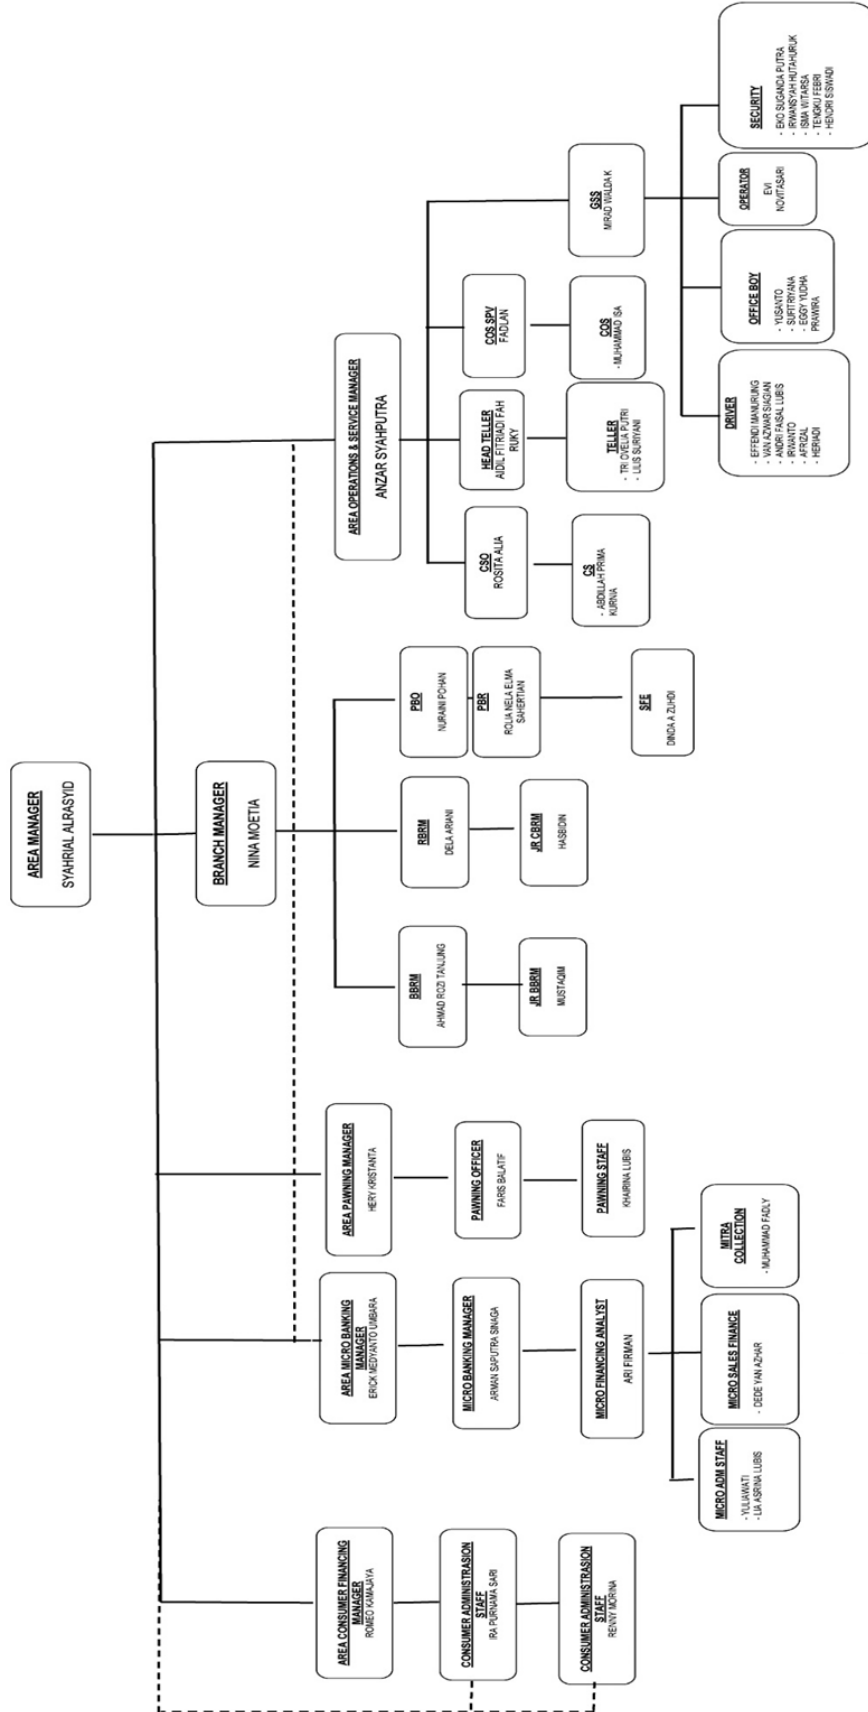 AREA MANAGER
SYAHRIAL ALRASYID
BRANCH MANAGER
NINA MOETIA
AREA CONSUMER FINANCING
MANAGER
ROMEO KAMAJAYA
CONSUMER ADMINISTRASION
STAFF
IRA PURNAMA SARI
CONSUMER ADMINISTRASION
STAFF
RENNY MORINA
AREA MICRO BANKING
MANAGER
ERICK MEDYANTO UMBARA
MICRO BANKING MANAGER
ARMAN SAPUTRA SINAGA
MICRO FINANCING ANALYST
ARI FIRMAN
MICRO ADM STAFF
- YULIAWATI
- LIA ASRINA LUBIS
MICRO SALES FINANCE
- DEDE YAN AZHAR
MITRA
COLLECTION
- MUHAMMAD FADLY
AREA PAWNING MANAGER
HERY KRISTANTA
PAWNING OFFICER
FARIS BALATIF
PAWNING STAFF
KHAIRINA LUBIS
BBRM
AHMAD ROZI TANJUNG
JR BBRM
MUSTAQIM
RBRM
DELA ARIANI
JR CBRM
HASBIDIN
PBO
NURAINI POHAN
PBR
ROLIA NELA ELMA
SAHERTIAN
SFE
DINDA A ZUHDI
AREA OPERATIONS & SERVICE MANAGER
ANZAR SYAHPUTRA
CSO
ROSITA ALIA
CS
- ABDILLAH PRIMA
KURNIA
HEAD TELLER
AIDIL FITRIADI FAH
RUKY
TELLER
- TRI OVELIA PUTRI
- LILIS SURIYANI
COS SPV
FADLAN
COS
- MUHAMMAD ISA
GSS
MIRAD WALDA K
DRIVER
- EFFENDI MANURUNG
- VAN AZWAR SIAGIAN
- ANDRI FAISAL LUBIS
- IRWANTO
- AFRIZAL
- HERIADI
OFFICE BOY
- YUSANTO
- SUFITRIYANA
- EGGY YUDHA
PRAWIRA
OPERATOR
EVI
NOVITASARI
SECURITY
- EKO SUGANDA PUTRA
- IRWANSYAH HUTAHURUK
- ISMA WITARSA
- TENGKU FEBRI
- HENDRI SISWADI